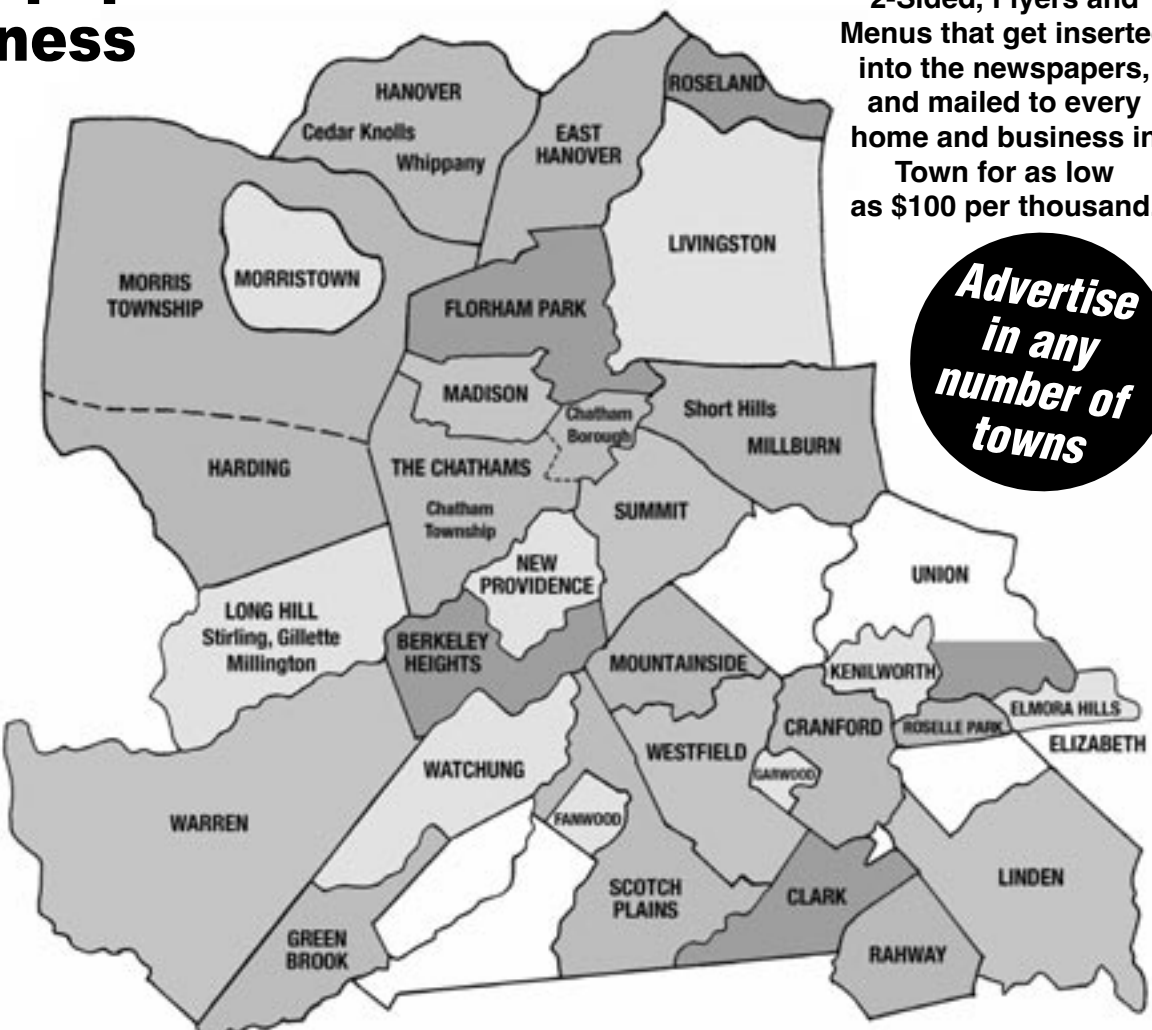 ness
2-Sided, Flyers and
Menus that get inserted
into the newspapers,
and mailed to every
home and business in
Town for as low
as $100 per thousand
Advertise
in any
number of
towns
HANOVER
Cedar Knolls
Whippany
EAST
HANOVER
ROSELAND
LIVINGSTON
MORRIS
TOWNSHIP
MORRISTOWN
FLORHAM PARK
MADISON
Chatham
Borough
Short Hills
MILLBURN
HARDING
THE CHATHAMS
Chatham
Township
SUMMIT
NEW
PROVIDENCE
UNION
LONG HILL
Stirling, Gillette
Millington
BERKELEY
HEIGHTS
MOUNTAINSIDE
KENILWORTH
ELMORA HILLS
ROSELLE PARK
CRANFORD
ELIZABETH
WESTFIELD
GARWOOD
WATCHUNG
WARREN
FANWOOD
SCOTCH
PLAINS
CLARK
LINDEN
GREEN
BROOK
RAHWAY